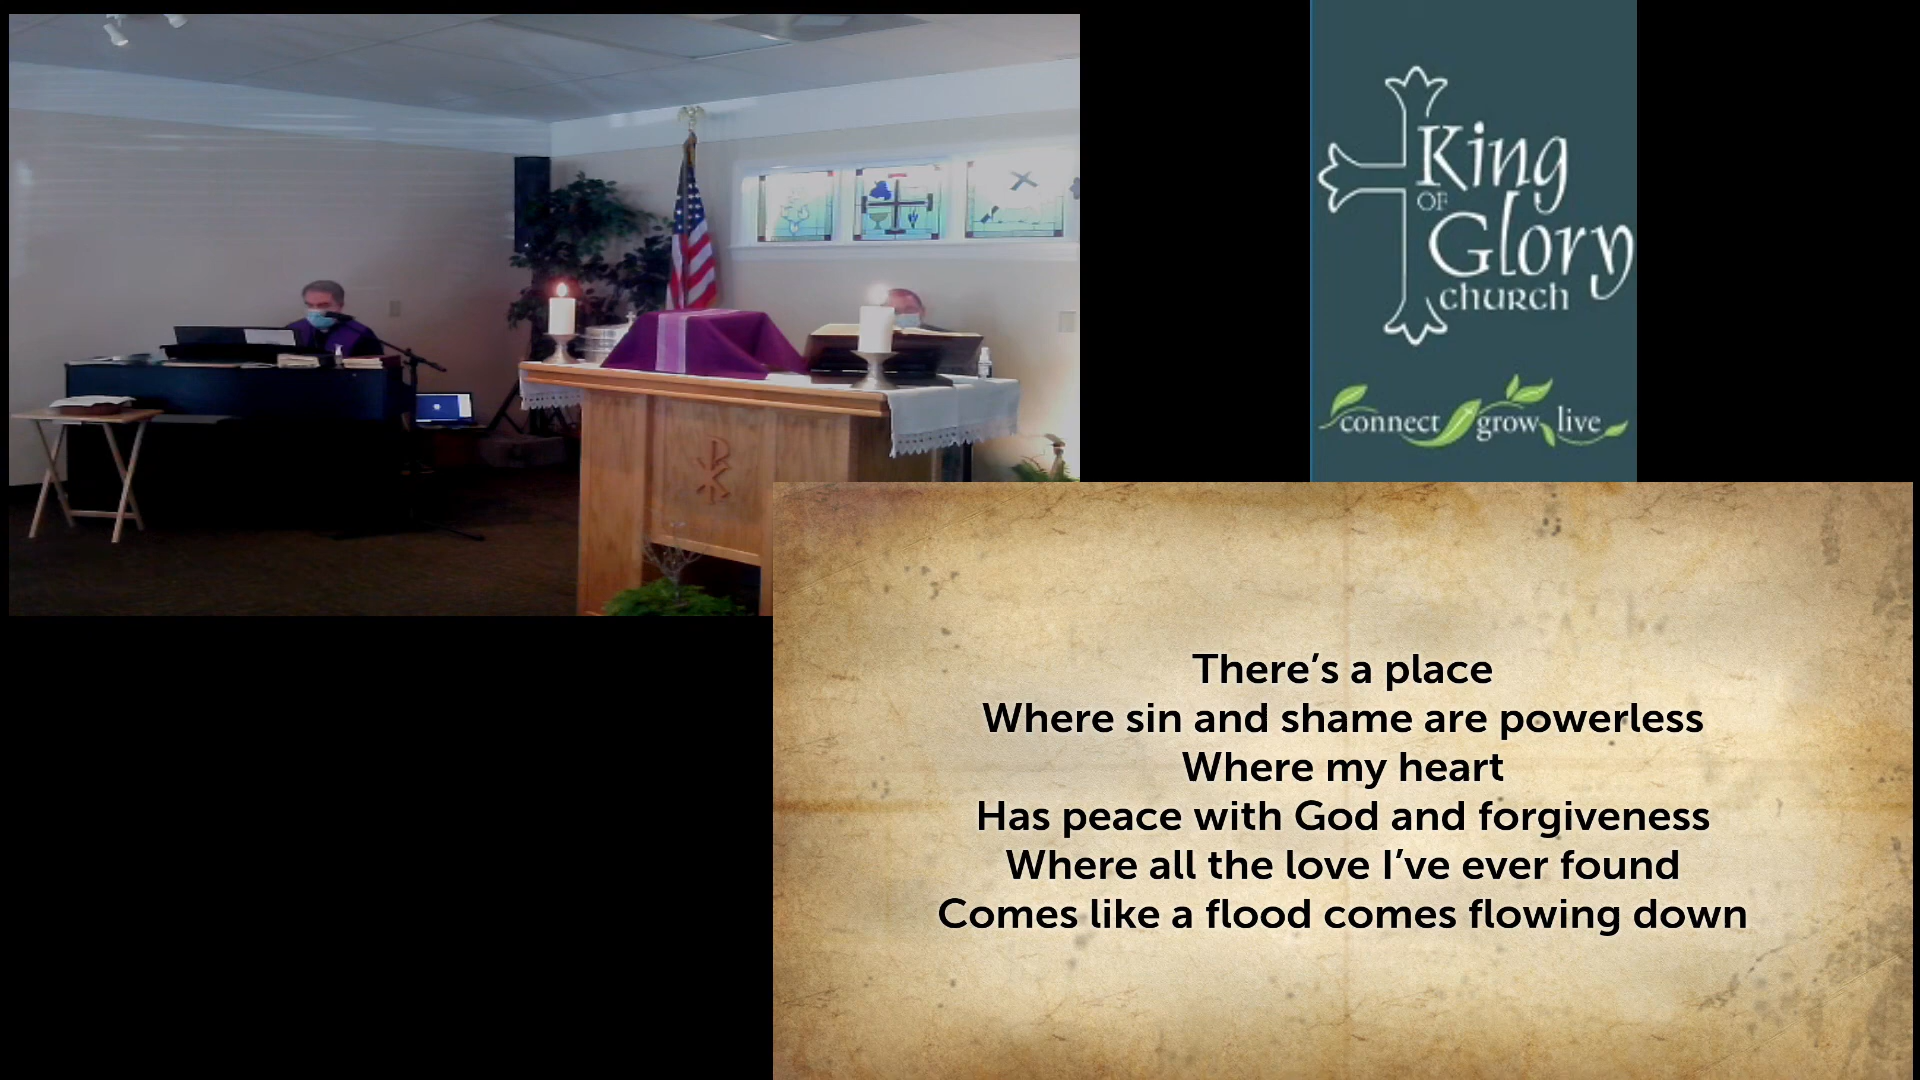 King
OF
Glory
church
connect grow live
There’s a place
Where sin and shame are powerless
Where my heart
Has peace with God and forgiveness
Where all the love I’ve ever found
Comes like a flood comes flowing down